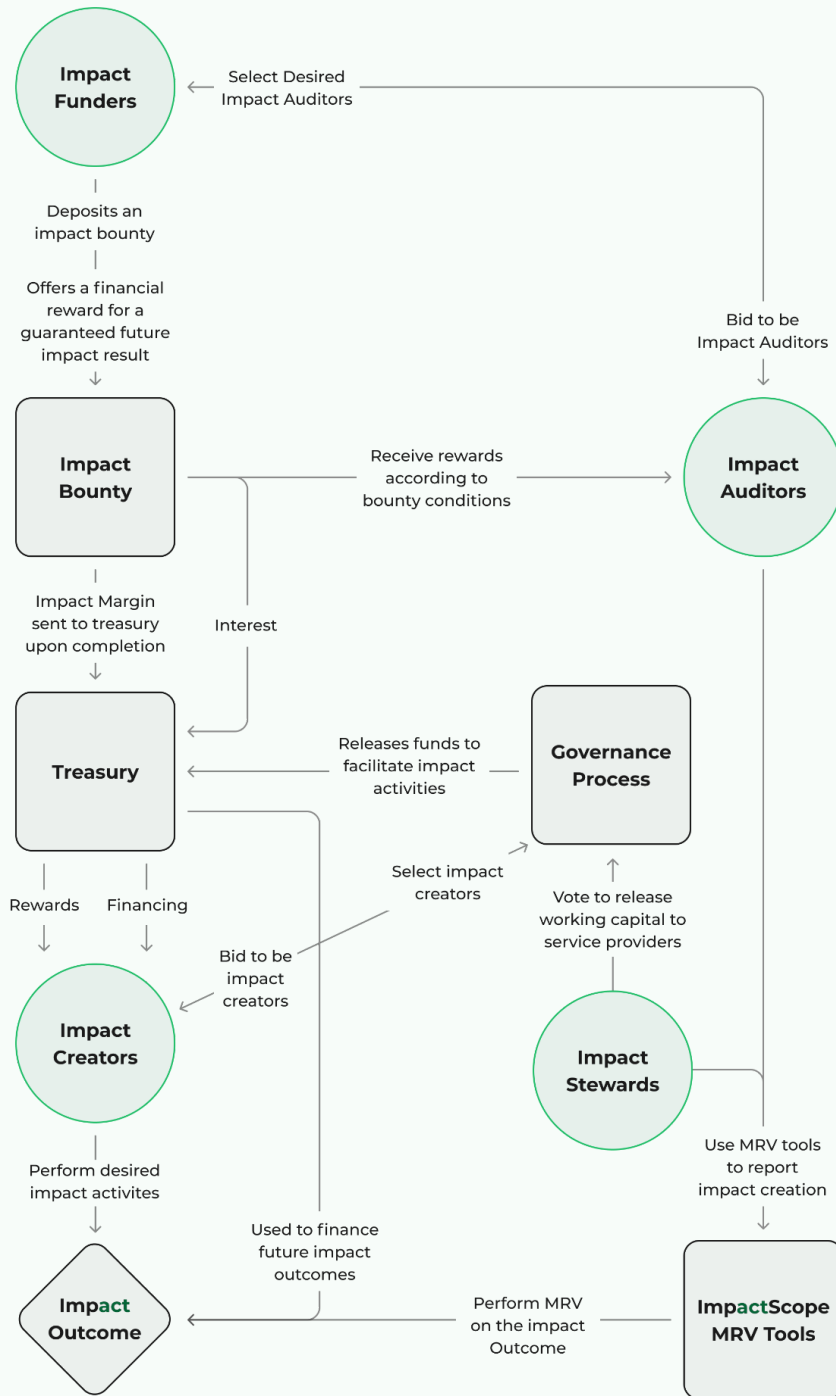 Impact
Funders
Select Desired
Impact Auditors
Deposits an
impact bounty
Offers a financial
reward for a
guaranteed future
impact result
Bid to be
Impact Auditors
Impact
Bounty
Receive rewards
according to
bounty conditions
Impact
Auditors
Impact Margin
sent to treasury
upon completion
Interest
Treasury
Releases funds to
facilitate impact
activities
Governance
Process
Select impact
creators
Rewards
Financing
Vote to release
working capital to
service providers
Bid to be
impact
creators
Impact
Creators
Impact
Stewards
Perform desired
impact activites
Use MRV tools
to report
impact creation
Used to finance
future impact
outcomes
Impact
Outcome
Perform MRV
on the impact
Outcome
ImpactScope
MRV Tools